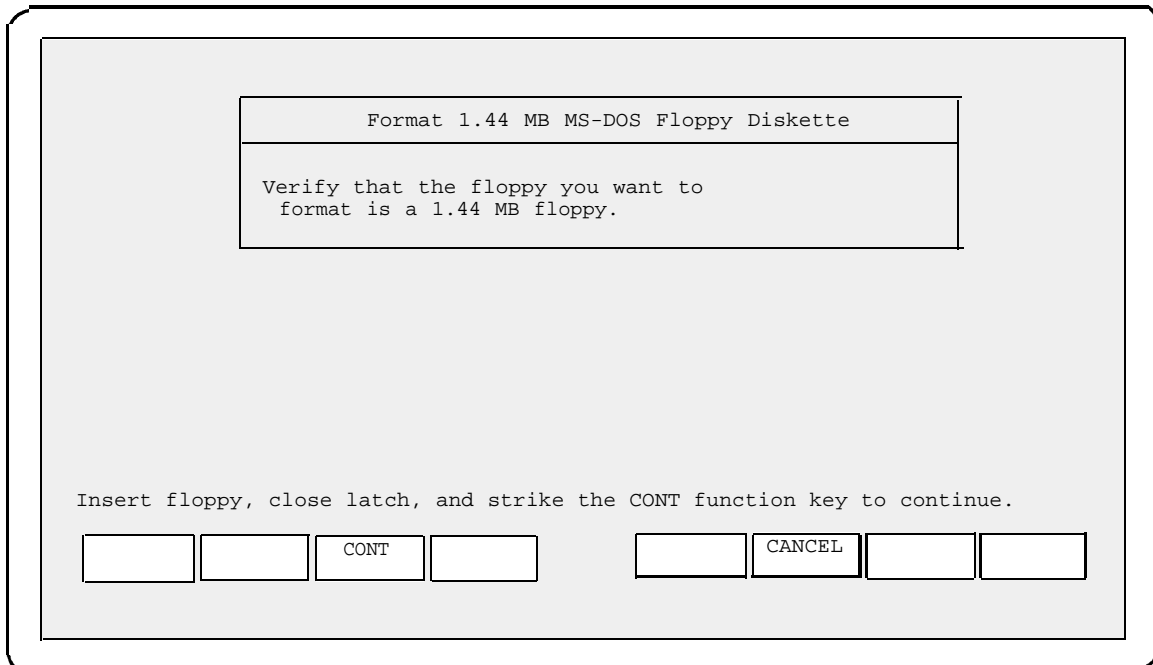 Format 1.44 MB MS-DOS Floppy Diskette
Verify that the floppy you want to
format is a 1.44 MB floppy.
Insert floppy, close latch, and strike the CONT function key to continue.
CONT CANCEL